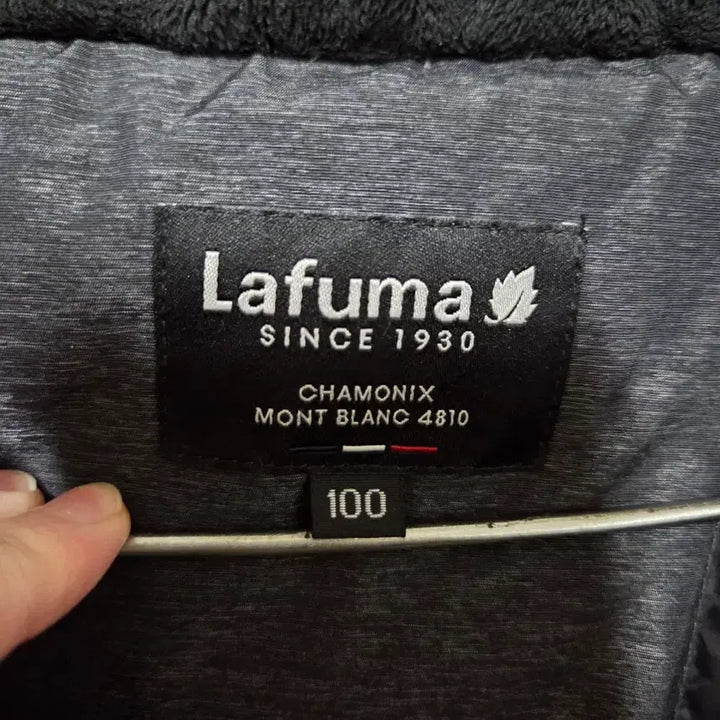 Lafuma
SINCE 1930
CHAMONIX
MONT BLANC 4810
100